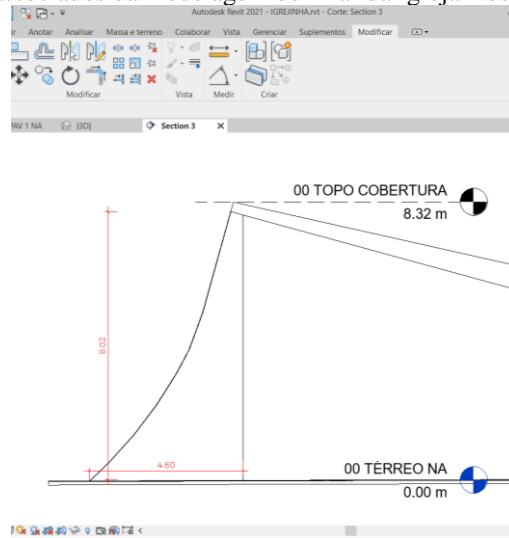 Autodesk Revit 2021 - IGREJINHA.rvt - Corte: Section 3
Anotar Analisar Massa e terreno Colaborar Vista Gerenciar Suplementos Modificar
Modificar Vista Medir Criar
PAV 1 NA (3D) Section 3 X
00 TOPO COBERTURA
8.32 m
8.02
4.60
00 TÉRREO NA
0.00 m